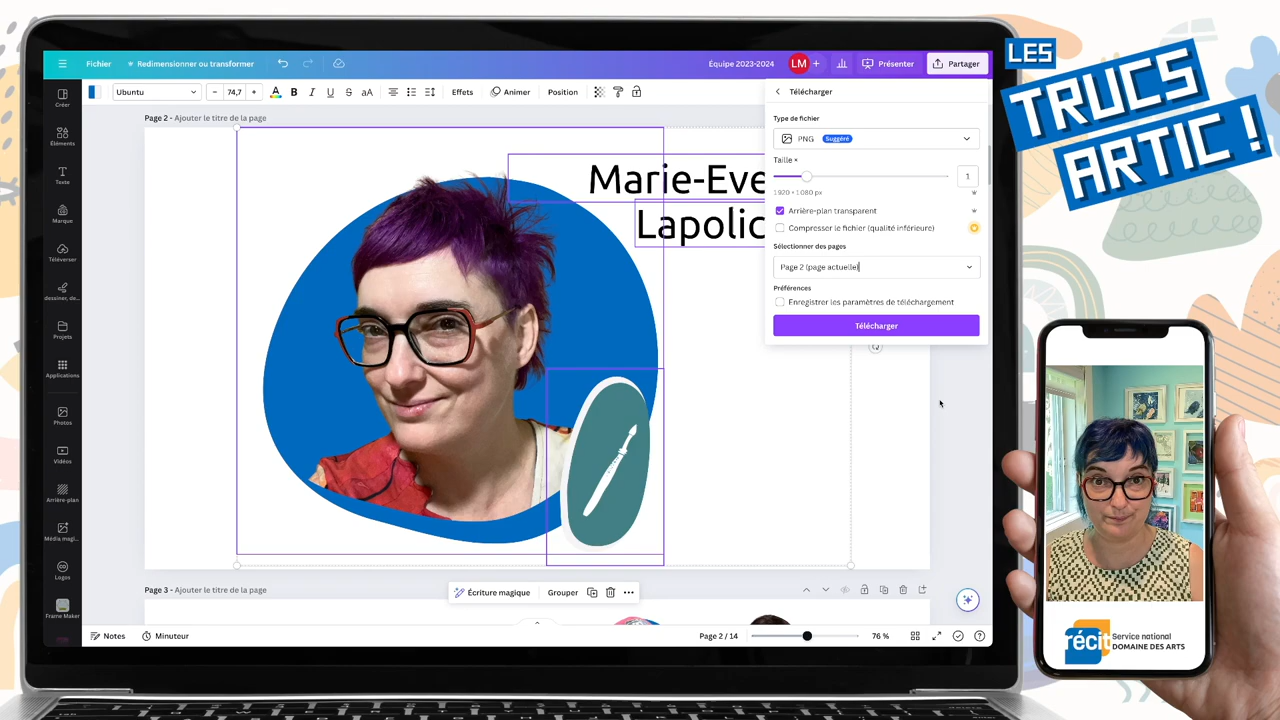 LES
TRUCS
ARTIC !
Fichier
Redimensionner ou transformer
Équipe 2023-2024
LM
+
Présenter
Partager
Ubuntu
− 74,7 +
A
B I U S aA
Effets
Animer
Position
Page 2 - Ajouter le titre de la page
Créer
Éléments
Texte
Marque
Téléverser
dessiner, de...
Projets
Applications
Photos
Vidéos
Arrière-plan
Média magi...
Logos
Frame Maker
Marie-Eve
Lapolic
Télécharger
Type de fichier
PNG Suggéré
Taille ×
1
1 920 × 1 080 px
Arrière-plan transparent
Compresser le fichier (qualité inférieure)
Sélectionner des pages
Page 2 (page actuelle)
Préférences
Enregistrer les paramètres de téléchargement
Télécharger
Page 3 - Ajouter le titre de la page
Écriture magique
Grouper
Notes
Minuteur
Page 2 / 14
76 %
récit
Service national
DOMAINE DES ARTS